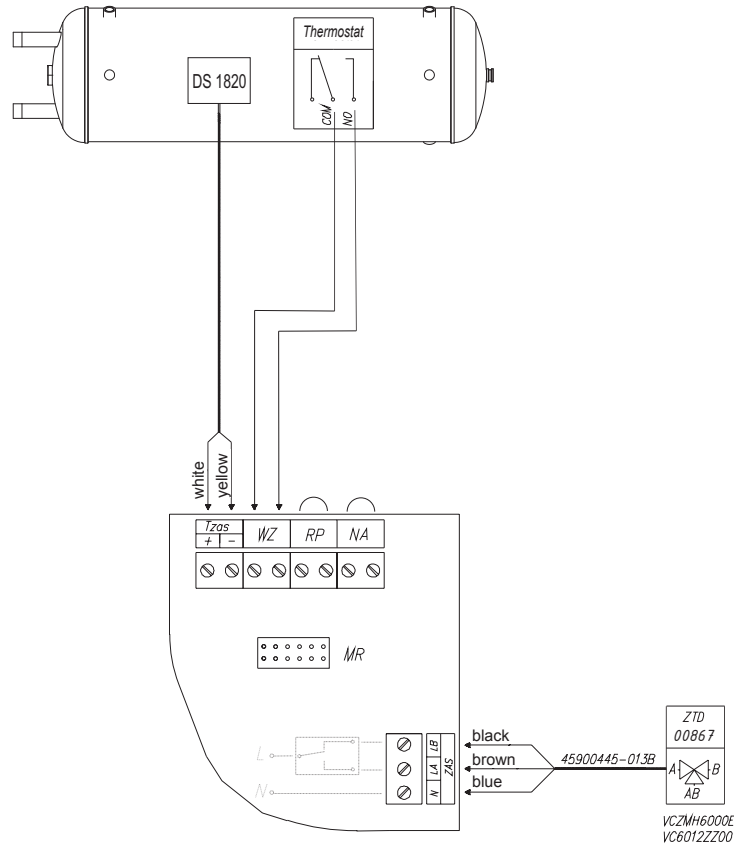 Thermostat
DS 1820
COM
NO
white
yellow
Tzas
+ -
WZ
RP
NA
MR
L
N
LB
LA
N
ZAS
black
brown
blue
45900445-013B
ZTD
00867
A
B
AB
VCZMH6000E
VC6012ZZ00